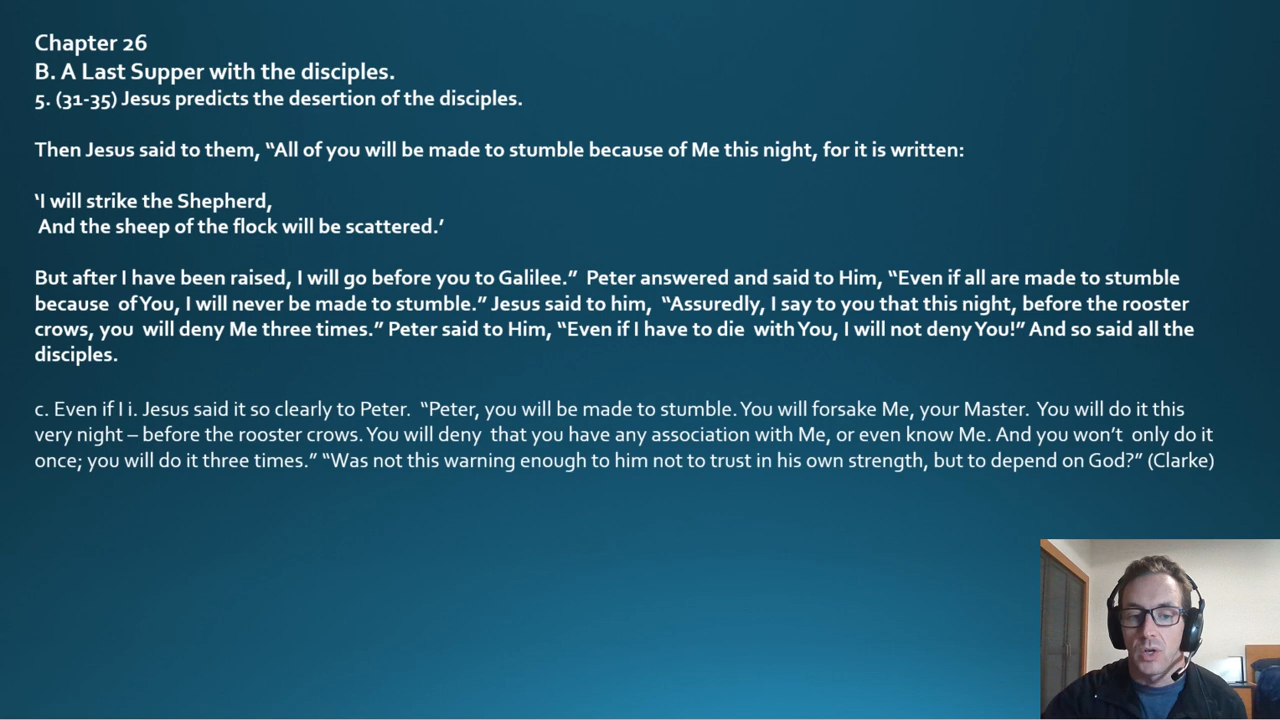 Chapter 26
B. A Last Supper with the disciples.
5. (31-35) Jesus predicts the desertion of the disciples.
Then Jesus said to them, “All of you will be made to stumble because of Me this night, for it is written:
‘I will strike the Shepherd,
And the sheep of the flock will be scattered.’
But after I have been raised, I will go before you to Galilee.” Peter answered and said to Him, “Even if all are made to stumble
because of You, I will never be made to stumble.” Jesus said to him, “Assuredly, I say to you that this night, before the rooster
crows, you will deny Me three times.” Peter said to Him, “Even if I have to die with You, I will not deny You!” And so said all the
disciples.
c. Even if I i. Jesus said it so clearly to Peter. “Peter, you will be made to stumble. You will forsake Me, your Master. You will do it this
very night – before the rooster crows. You will deny that you have any association with Me, or even know Me. And you won’t only do it
once; you will do it three times.” “Was not this warning enough to him not to trust in his own strength, but to depend on God?” (Clarke)